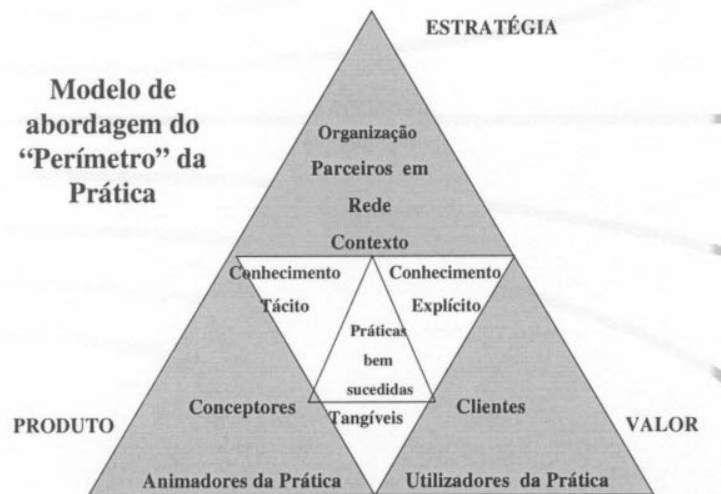 ESTRATÉGIA
Modelo de
abordagem do
“Perímetro” da
Prática
Organização
Parceiros em
Rede
Contexto
Conhecimento
Tácito
Conhecimento
Explícito
Práticas
bem
sucedidas
Tangíveis
Conceptores
Clientes
PRODUTO
VALOR
Animadores da Prática
Utilizadores da Prática